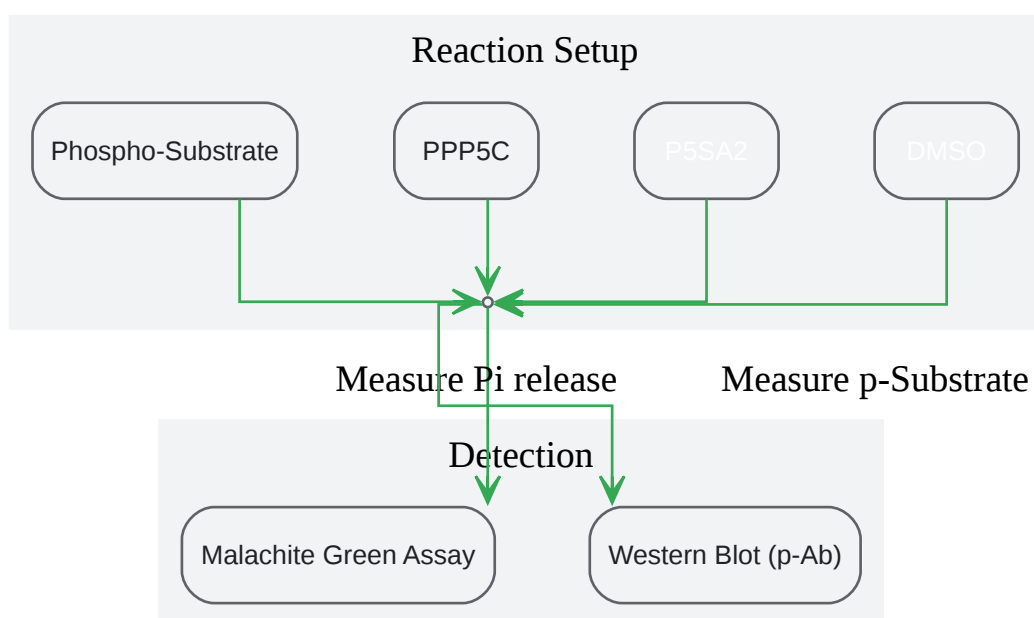 Reaction Setup
Phospho-Substrate
PPP5C
P5SA2
DMSO
Measure Pi release
Measure p-Substrate
Detection
Malachite Green Assay
Western Blot (p-Ab)